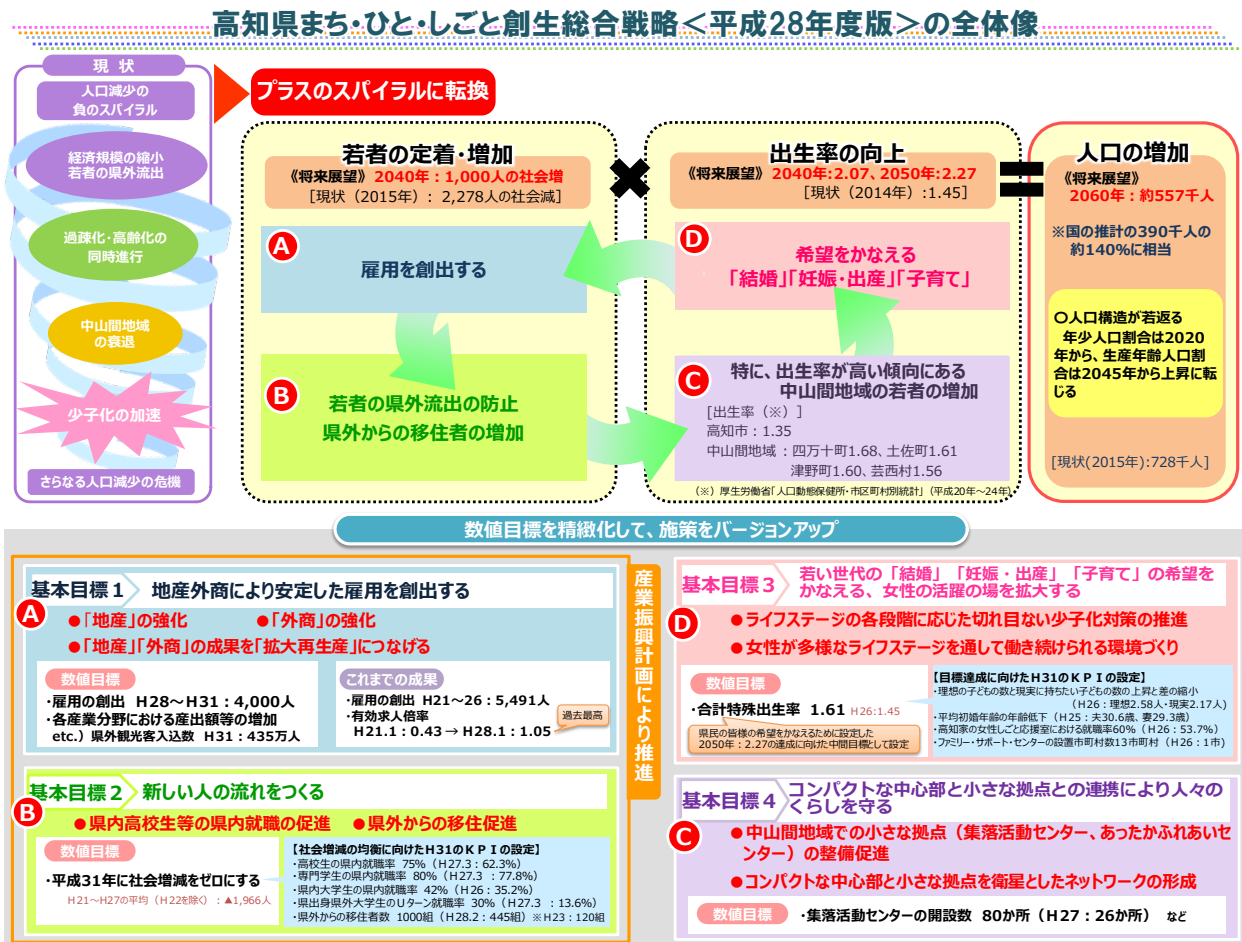 高知県まち・ひと・しごと創生総合戦略＜平成28年度版＞の全体像
現 状
人口減少の
負のスパイラル
経済規模の縮小
若者の県外流出
過疎化・高齢化の
同時進行
中山間地域
の衰退
少子化の加速
さらなる人口減少の危機
プラスのスパイラルに転換
若者の定着・増加
《将来展望》 2040年：1,000人の社会増
[現状（2015年）： 2,278人の社会減]
A
雇用を創出する
B
若者の県外流出の防止
県外からの移住者の増加
×
出生率の向上
《将来展望》 2040年:2.07、2050年:2.27
[現状（2014年）:1.45]
D
希望をかなえる
「結婚」「妊娠・出産」「子育て」
C
特に、出生率が高い傾向にある
中山間地域の若者の増加
[出生率（※）]
高知市：1.35
中山間地域 ：四万十町1.68、土佐町1.61
津野町1.60、芸西村1.56
（※）厚生労働省「人口動態保健所・市区町村別統計」（平成20年～24年）
=
人口の増加
《将来展望》
2060年：約557千人
※国の推計の390千人の
約140%に相当
〇人口構造が若返る
年少人口割合は2020
年から、生産年齢人口割
合は2045年から上昇に転
じる
[現状(2015年):728千人]
数値目標を精緻化して、施策をバージョンアップ
基本目標１ 地産外商により安定した雇用を創出する
A
●「地産」の強化 ●「外商」の強化
●「地産」「外商」の成果を「拡大再生産」につなげる
数値目標
・雇用の創出 H28～H31：4,000人
・各産業分野における産出額等の増加
etc.）県外観光客入込数 H31：435万人
これまでの成果
・雇用の創出 H21～26：5,491人
・有効求人倍率
H21.1：0.43 → H28.1：1.05
過去最高
基本目標２ 新しい人の流れをつくる
B
●県内高校生等の県内就職の促進 ●県外からの移住促進
数値目標
・平成31年に社会増減をゼロにする
H21～H27の平均（H22を除く）：▲1,966人
【社会増減の均衡に向けたH31のＫＰＩの設定】
・高校生の県内就職率 75%（H27.3：62.3%）
・専門学生の県内就職率 80%（H27.3 ：77.8%）
・県内大学生の県内就職率 42%（H26：35.2%）
・県出身県外大学生のＵターン就職率 30%（H27.3 ：13.6%）
・県外からの移住者数 1000組（H28.2：445組）※H23：120組
産業振興計画により推進
基本目標３ 若い世代の「結婚」「妊娠・出産」「子育て」の希望を
かなえる、女性の活躍の場を拡大する
D
●ライフステージの各段階に応じた切れ目ない少子化対策の推進
●女性が多様なライフステージを通して働き続けられる環境づくり
数値目標
・合計特殊出生率 1.61 H26:1.45
県民の皆様の希望をかなえるために設定した
2050年：2.27の達成に向けた中間目標として設定
【目標達成に向けたH31のＫＰＩの設定】
・理想の子どもの数と現実に持ちたい子どもの数の上昇と差の縮小
（H26：理想2.58人・現実2.17人）
・平均初婚年齢の年齢低下（H25：夫30.6歳、妻29.3歳）
・高知家の女性しごと応援室における就職率60%（H26：53.7%）
・ファミリー・サポート・センターの設置市町村数13市町村（H26：1市）
基本目標４ コンパクトな中心部と小さな拠点との連携により人々の
くらしを守る
C
●中山間地域での小さな拠点（集落活動センター、あったかふれあいセ
ンター）の整備促進
●コンパクトな中心部と小さな拠点を衛星としたネットワークの形成
数値目標 ・集落活動センターの開設数 80か所（H27：26か所） など